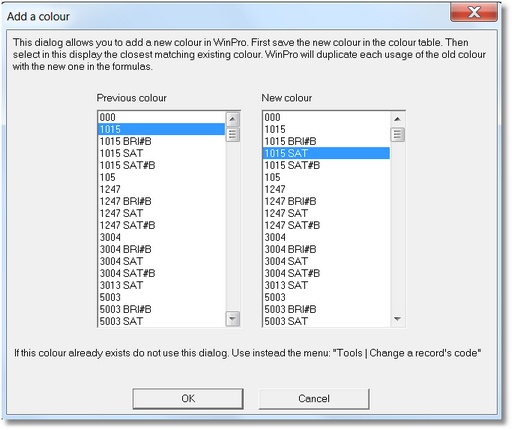 Add a colour
This dialog allows you to add a new colour in WinPro. First save the new colour in the colour table. Then
select in this display the closest matching existing colour. WinPro will duplicate each usage of the old colour
with the new one in the formulas.
Previous colour
000
1015
1015 BRI#B
1015 SAT
1015 SAT#B
105
1247
1247 BRI#B
1247 SAT
1247 SAT#B
3004
3004 BRI#B
3004 SAT
3004 SAT#B
3013 SAT
5003
5003 BRI#B
5003 SAT
New colour
000
1015
1015 BRI#B
1015 SAT
1015 SAT#B
105
1247
1247 BRI#B
1247 SAT
1247 SAT#B
3004
3004 BRI#B
3004 SAT
3004 SAT#B
3013 SAT
5003
5003 BRI#B
5003 SAT
If this colour already exists do not use this dialog. Use instead the menu: "Tools | Change a record's code"
OK
Cancel